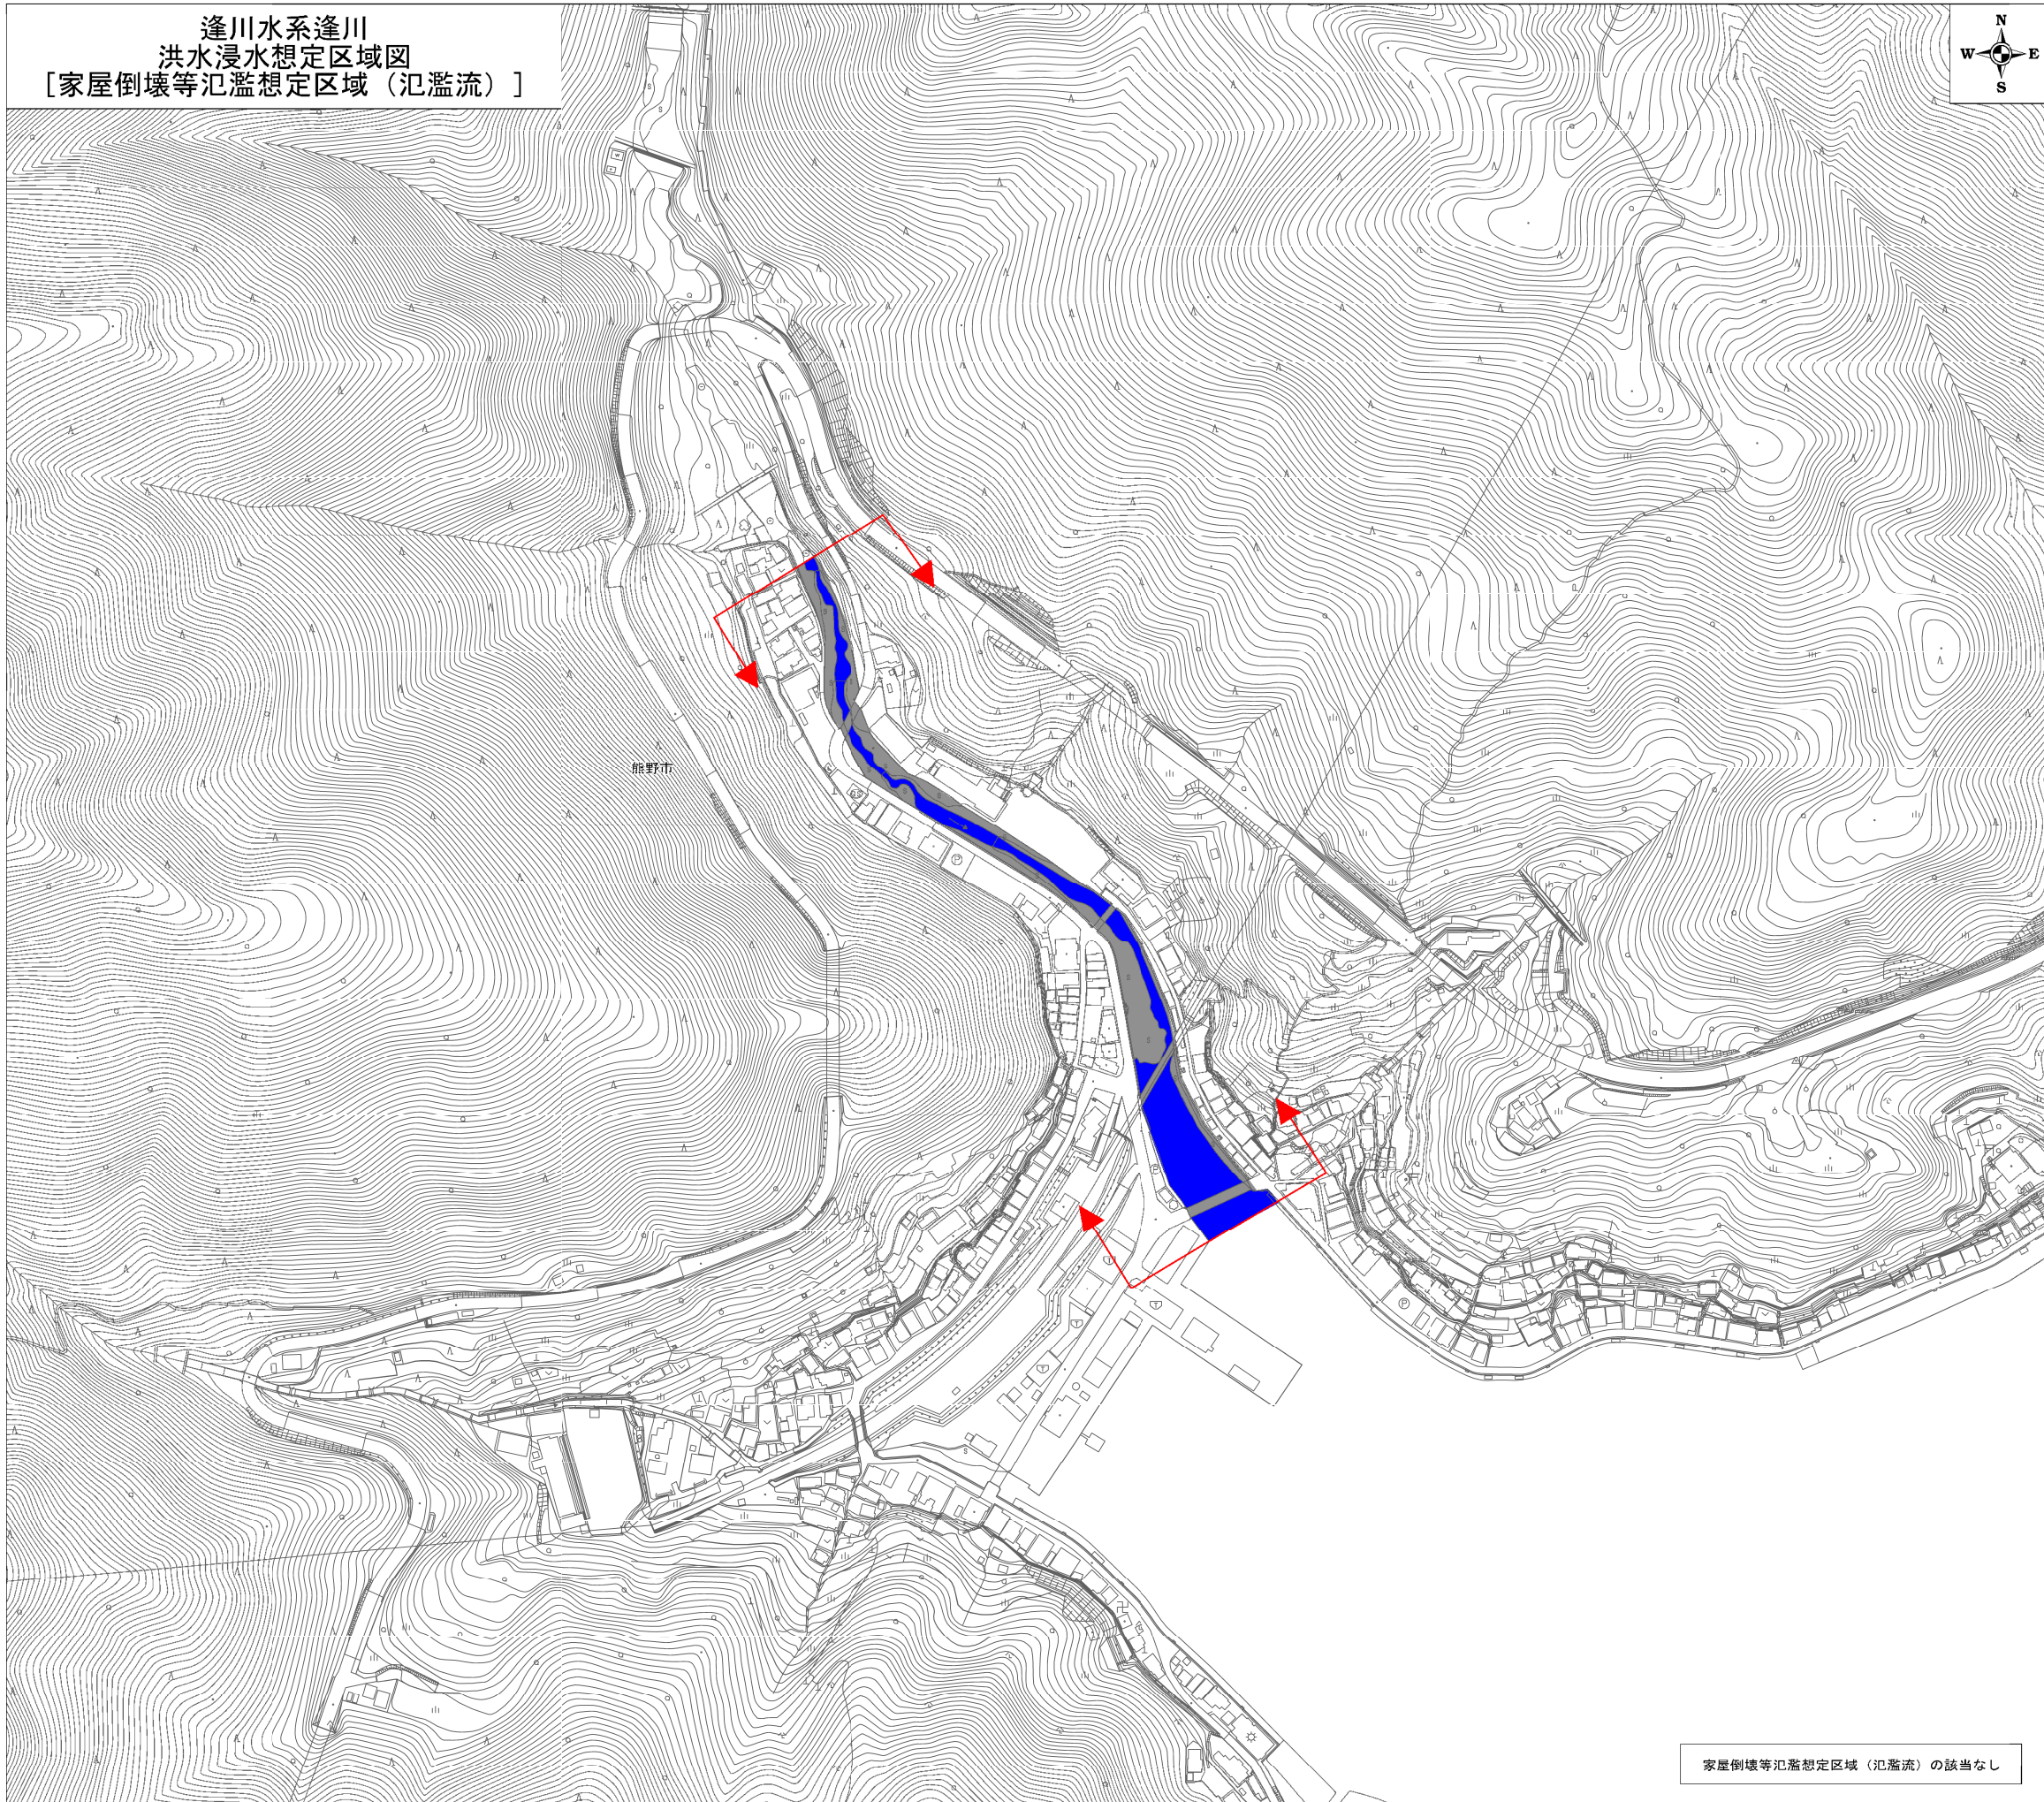 逢川水系逢川
洪水浸水想定区域図
［家屋倒壊等氾濫想定区域（氾濫流）］
N
W E
S
熊野市
家屋倒壊等氾濫想定区域（氾濫流）の該当なし